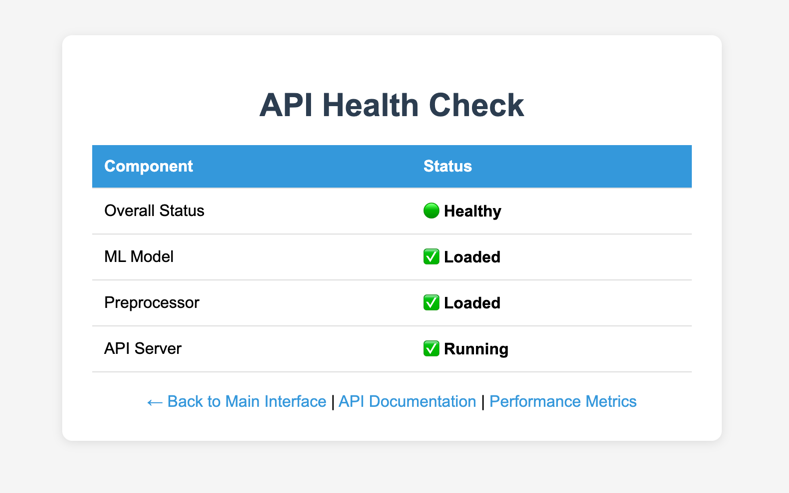 API Health Check
Component Status
Overall Status 🟢 Healthy
ML Model ✅ Loaded
Preprocessor ✅ Loaded
API Server ✅ Running
← Back to Main Interface | API Documentation | Performance Metrics